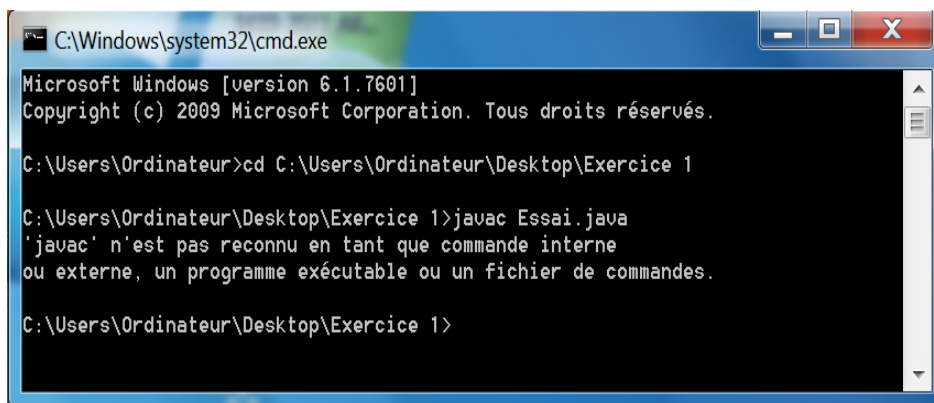 C:\Windows\system32\cmd.exe
Microsoft Windows [version 6.1.7601]
Copyright (c) 2009 Microsoft Corporation. Tous droits réservés.
C:\Users\Ordinateur>cd C:\Users\Ordinateur\Desktop\Exercice 1
C:\Users\Ordinateur\Desktop\Exercice 1>javac Essai.java
'javac' n'est pas reconnu en tant que commande interne
ou externe, un programme exécutable ou un fichier de commandes.
C:\Users\Ordinateur\Desktop\Exercice 1>